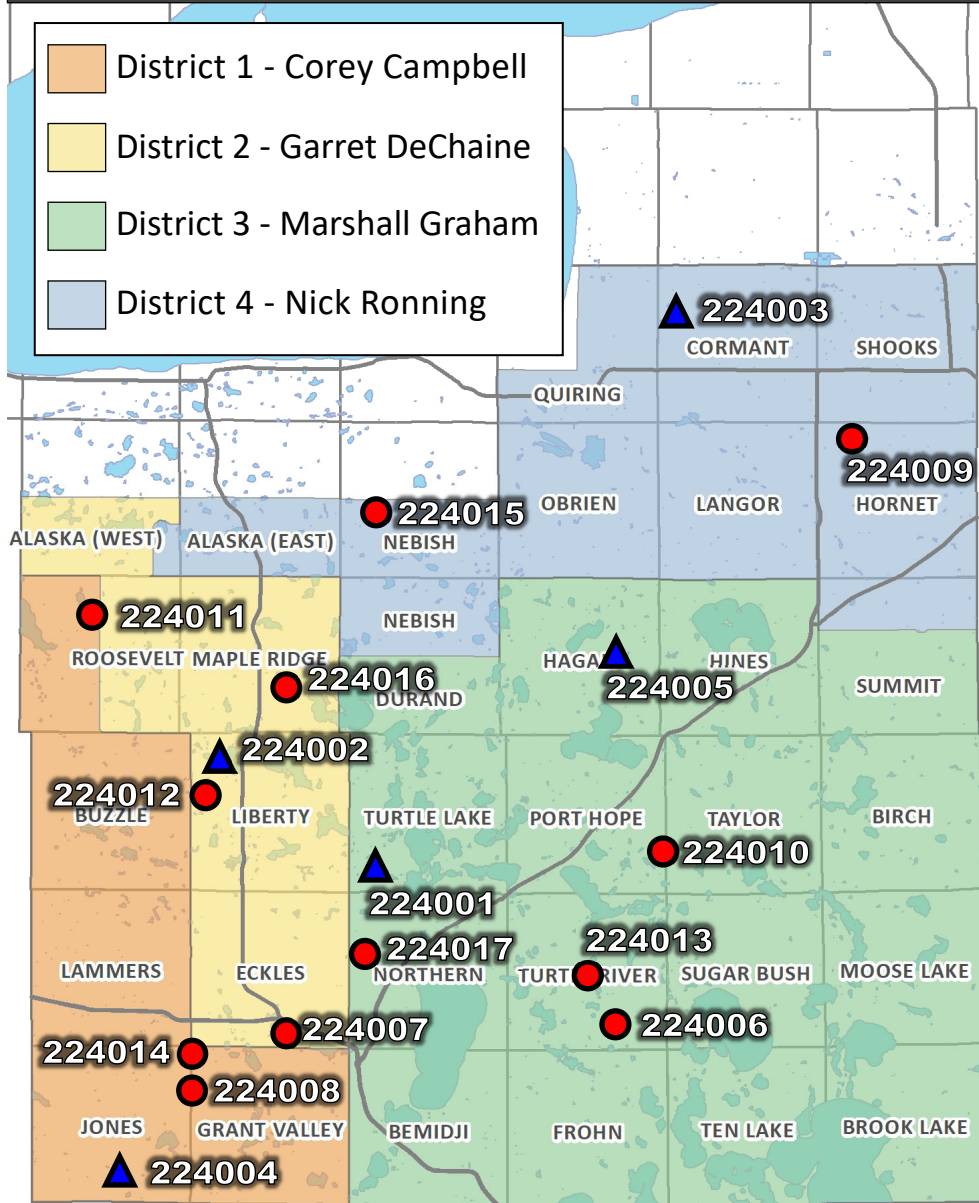 District 1 - Corey Campbell
District 2 - Garret DeChaine
District 3 - Marshall Graham
District 4 - Nick Ronning
224003
CORMANT
SHOOKS
QUIRING
224009
OBRIEN
LANGOR
HORNET
224015
ALASKA (WEST)
ALASKA (EAST)
NEBISH
224011
NEBISH
ROOSEVELT
MAPLE RIDGE
HINES
224016
224005
SUMMIT
DURAND
224002
224012
BUZZLE
LIBERTY
TURTLE LAKE
PORT HOPE
TAYLOR
BIRCH
224010
224001
224013
224017
LAMMERS
ECKLES
NORTHERN
RIVER
SUGAR BUSH
MOOSE LAKE
224007
224006
224014
224008
JONES
GRANT VALLEY
BEMIDJI
FROHN
TEN LAKE
BROOK LAKE
224004